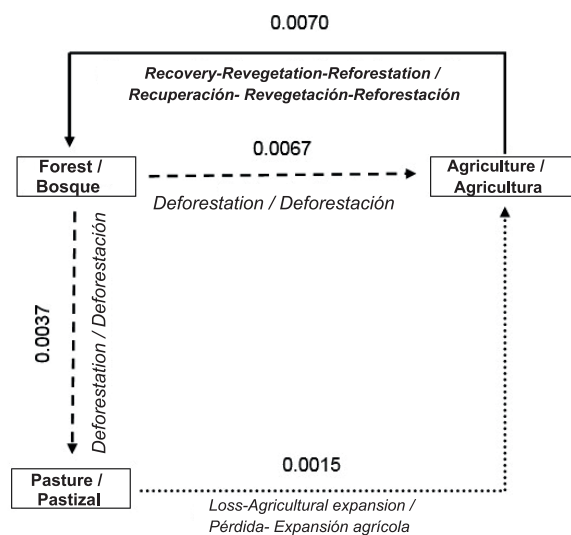 0.0070
Recovery-Revegetation-Reforestation /
Recuperación- Revegetación-Reforestación
Forest /
Bosque
0.0067
Deforestation / Deforestación
Agriculture /
Agricultura
0.0037
Deforestation / Deforestación
Pasture /
Pastizal
0.0015
Loss-Agricultural expansion /
Pérdida- Expansión agrícola